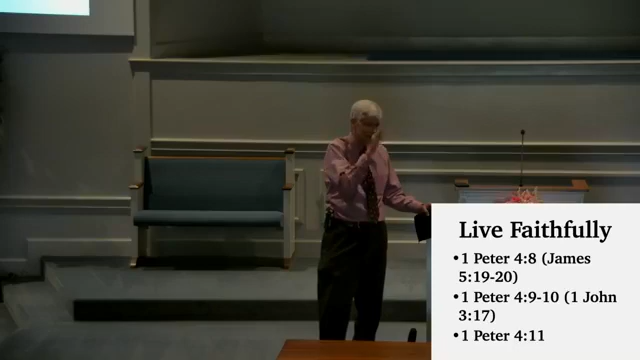 Live Faithfully
•1 Peter 4:8 (James
5:19-20)
•1 Peter 4:9-10 (1 John
3:17)
•1 Peter 4:11